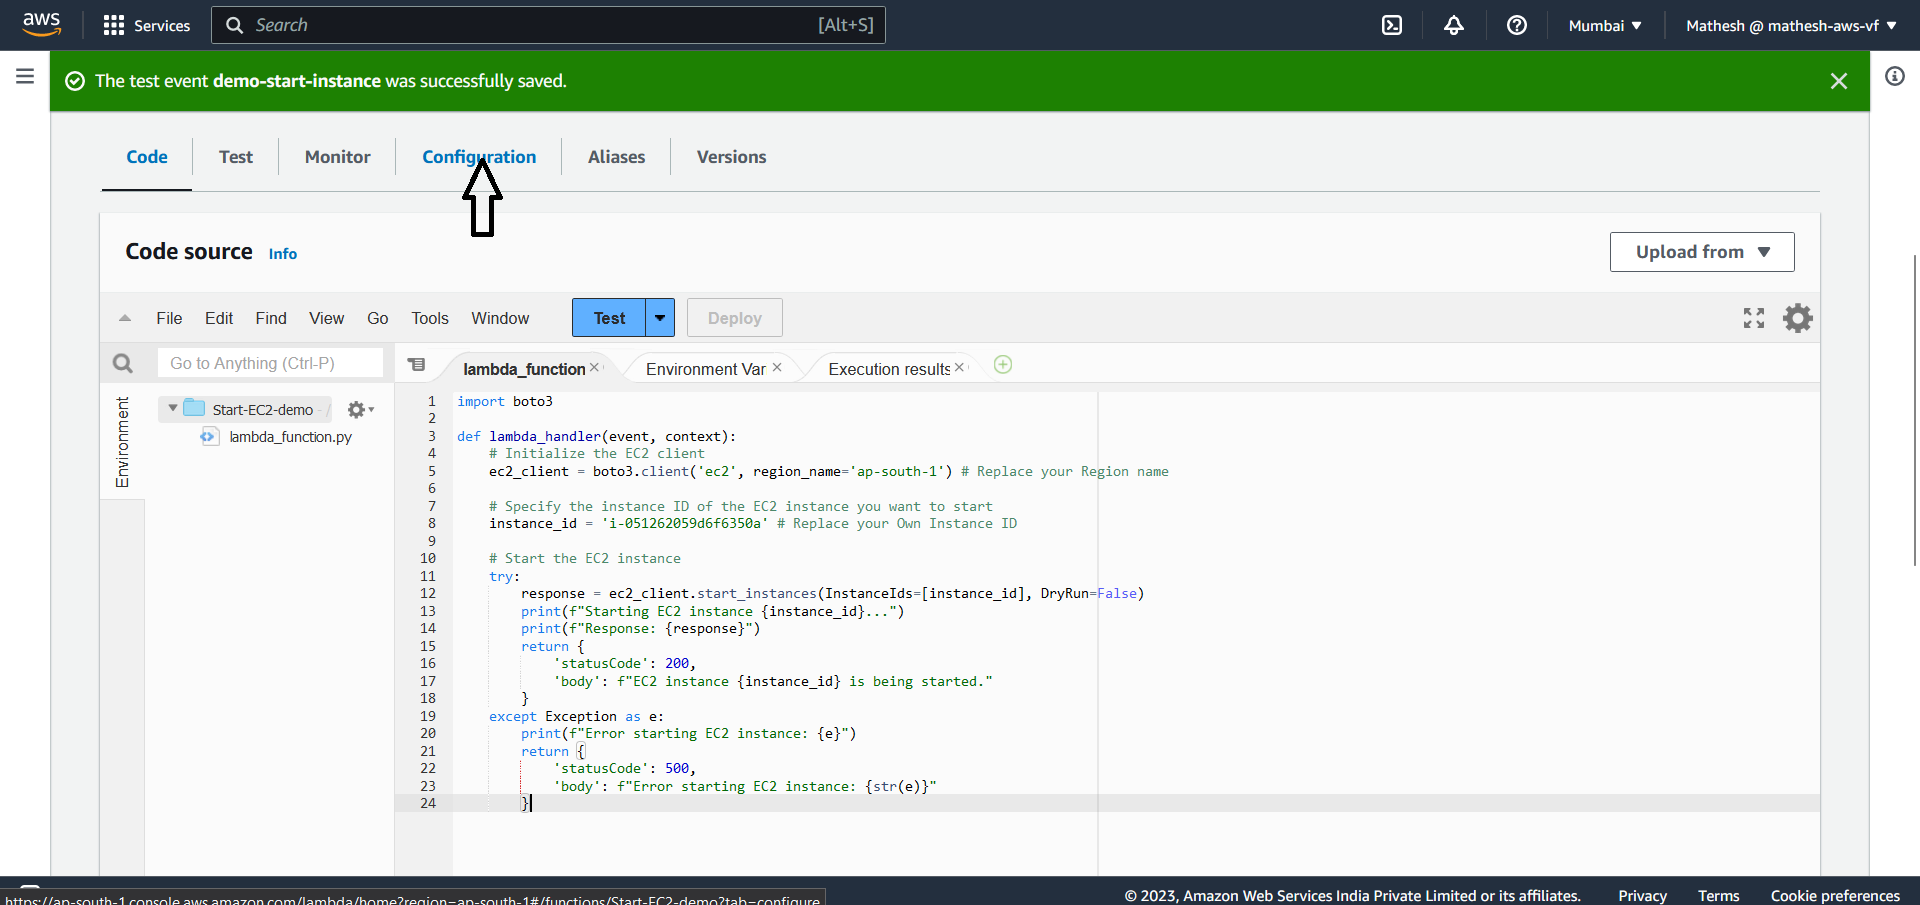 aws
Services
Search
[Alt+S]
Mumbai ▼
Mathesh @ mathesh-aws-vf ▼
The test event demo-start-instance was successfully saved.
Code
Test
Monitor
Configuration
Aliases
Versions
Code source Info
Upload from ▼
File Edit Find View Go Tools Window
Test
Deploy
Go to Anything (Ctrl-P)
lambda_function
Environment Var
Execution results
Environment
Start-EC2-demo - /
lambda_function.py
1 import boto3
2
3 def lambda_handler(event, context):
4     # Initialize the EC2 client
5     ec2_client = boto3.client('ec2', region_name='ap-south-1') # Replace your Region name
6
7     # Specify the instance ID of the EC2 instance you want to start
8     instance_id = 'i-051262059d6f6350a' # Replace your Own Instance ID
9
10     # Start the EC2 instance
11     try:
12         response = ec2_client.start_instances(InstanceIds=[instance_id], DryRun=False)
13         print(f"Starting EC2 instance {instance_id}...")
14         print(f"Response: {response}")
15         return {
16             'statusCode': 200,
17             'body': f"EC2 instance {instance_id} is being started."
18         }
19     except Exception as e:
20         print(f"Error starting EC2 instance: {e}")
21         return {
22             'statusCode': 500,
23             'body': f"Error starting EC2 instance: {str(e)}"
24         }
https://ap-south-1.console.aws.amazon.com/lambda/home?region=ap-south-1#/functions/Start-EC2-demo?tab=configure
© 2023, Amazon Web Services India Private Limited or its affiliates.
Privacy
Terms
Cookie preferences